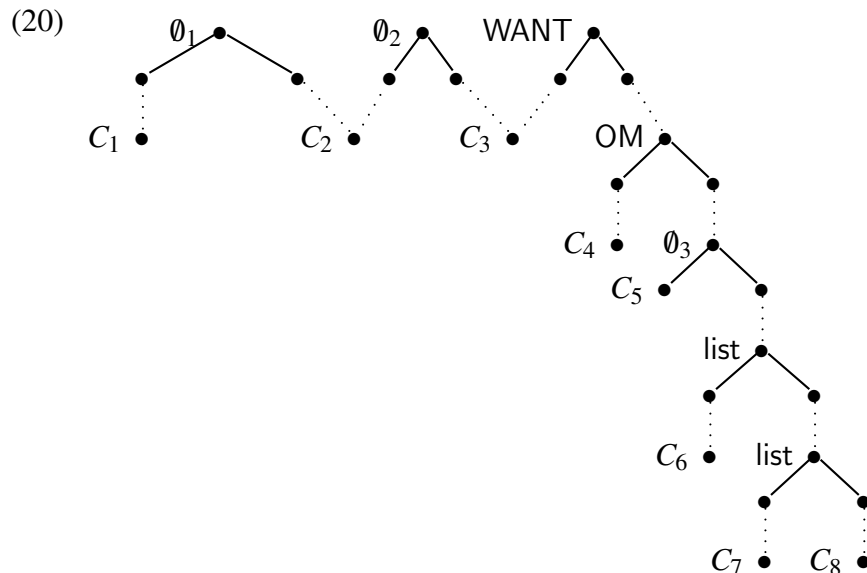 (20)
∅₁ ∅₂ WANT
C₁ C₂ C₃ OM
C₄ ∅₃
C₅
list
C₆ list
C₇ C₈